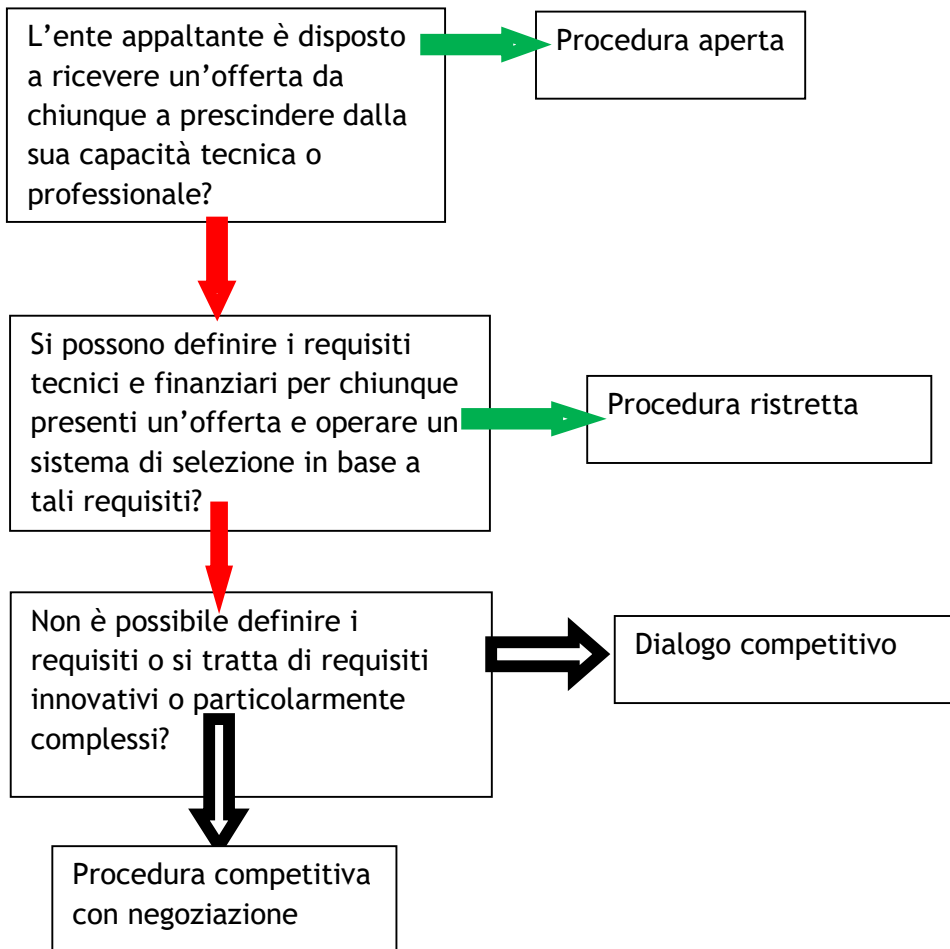 L’ente appaltante è disposto
a ricevere un’offerta da
chiunque a prescindere dalla
sua capacità tecnica o
professionale?
Procedura aperta
Si possono definire i requisiti
tecnici e finanziari per chiunque
presenti un’offerta e operare un
sistema di selezione in base a
tali requisiti?
Procedura ristretta
Non è possibile definire i
requisiti o si tratta di requisiti
innovativi o particolarmente
complessi?
Dialogo competitivo
Procedura competitiva
con negoziazione